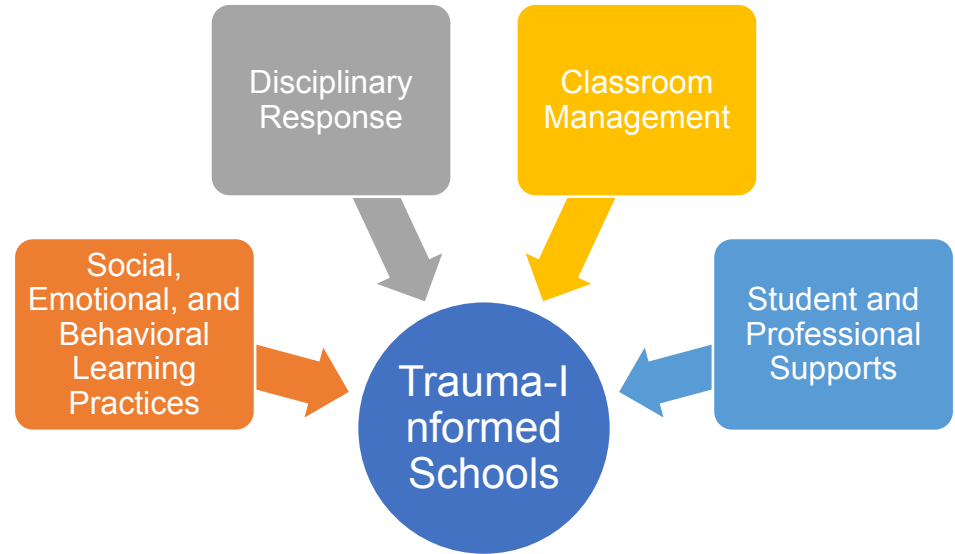 Disciplinary
Response
Classroom
Management
Social,
Emotional, and
Behavioral
Learning
Practices
Student and
Professional
Supports
Trauma-I
nformed
Schools